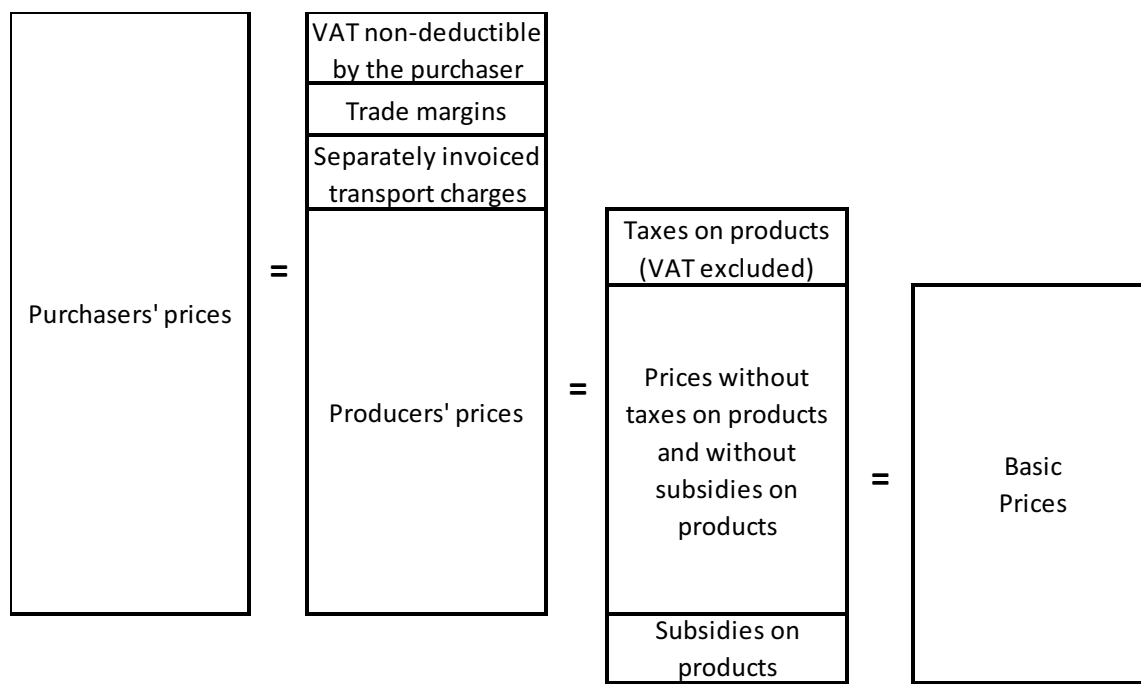 Purchasers' prices
=
VAT non-deductible
by the purchaser
Trade margins
Separately invoiced
transport charges
Producers' prices
=
Taxes on products
(VAT excluded)
Prices without
taxes on products
and without
subsidies on
products
Subsidies on
products
=
Basic
Prices